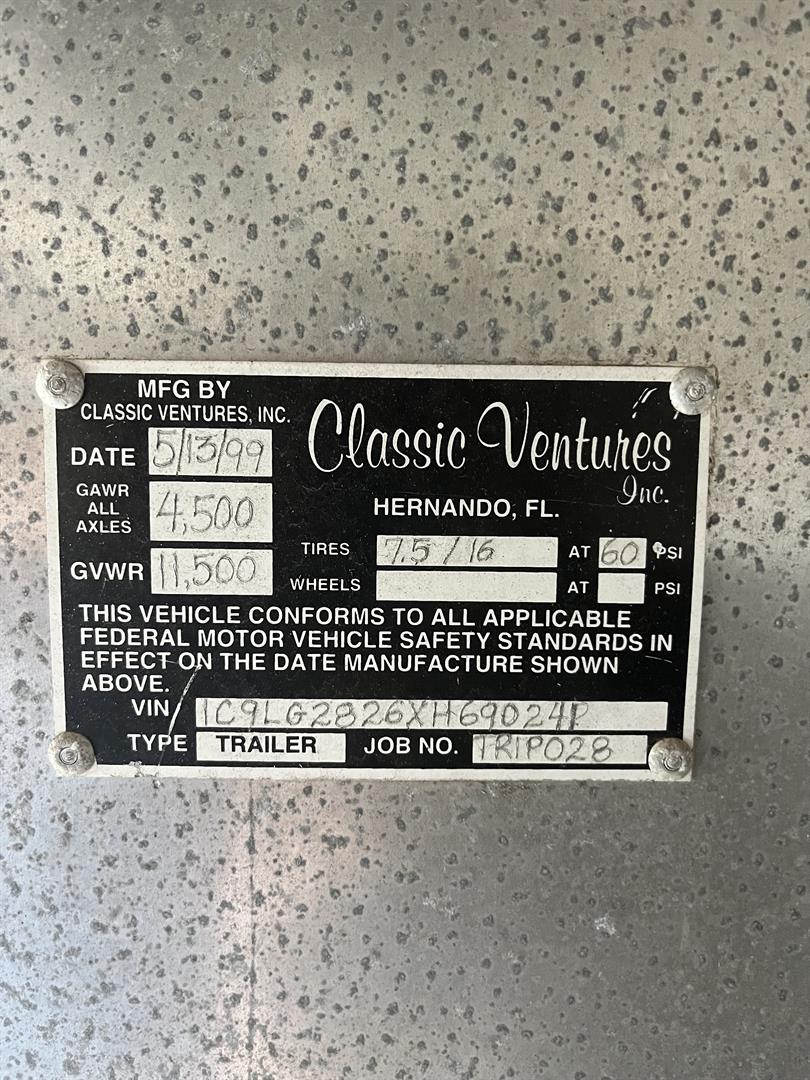 MFG BY
CLASSIC VENTURES, INC.
Classic Ventures
Inc.
DATE 5/13/99
HERNANDO, FL.
GAWR
ALL
AXLES 4,500
TIRES 7.5 / 16 AT 60 PSI
GVWR 11,500
WHEELS AT PSI
THIS VEHICLE CONFORMS TO ALL APPLICABLE
FEDERAL MOTOR VEHICLE SAFETY STANDARDS IN
EFFECT ON THE DATE MANUFACTURE SHOWN
ABOVE.
VIN 1C9LG2826XH69024P
TYPE TRAILER JOB NO. TRIP028